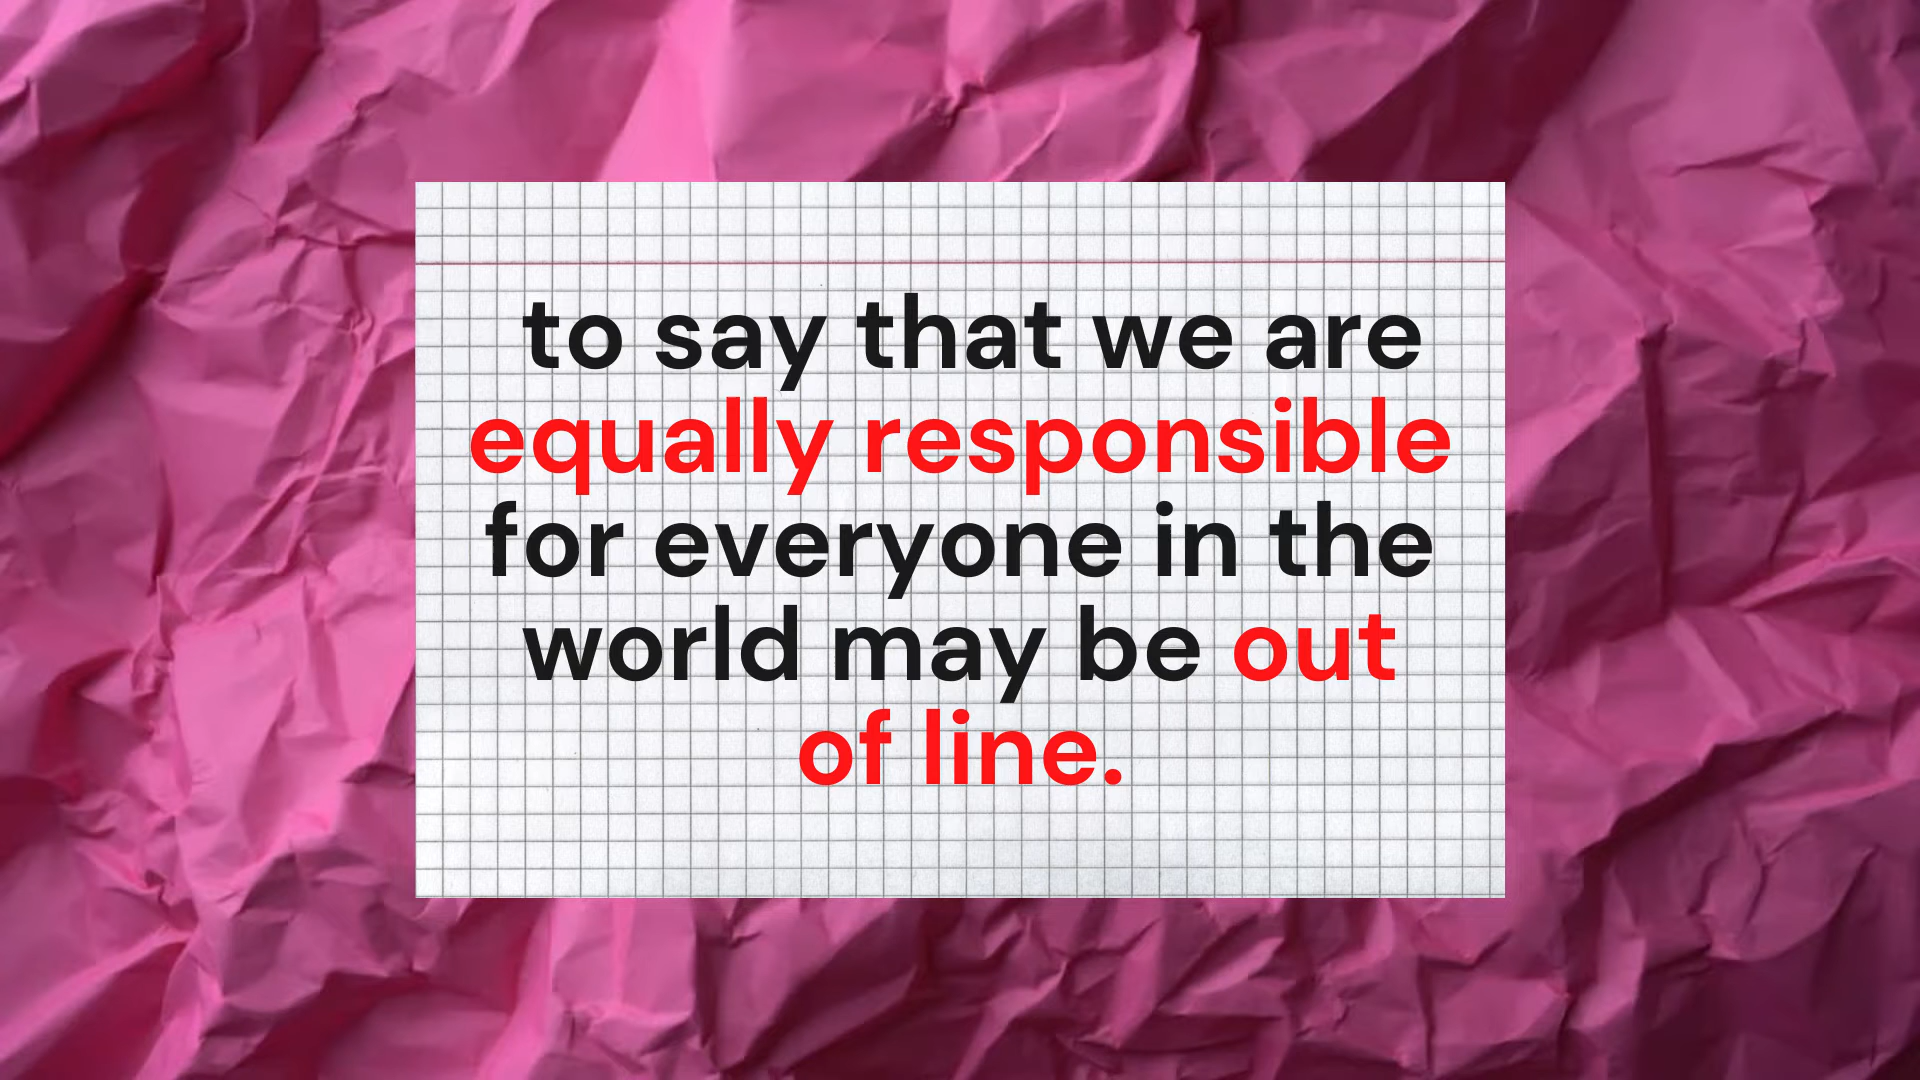 to say that we are
equally responsible
for everyone in the
world may be out
of line.